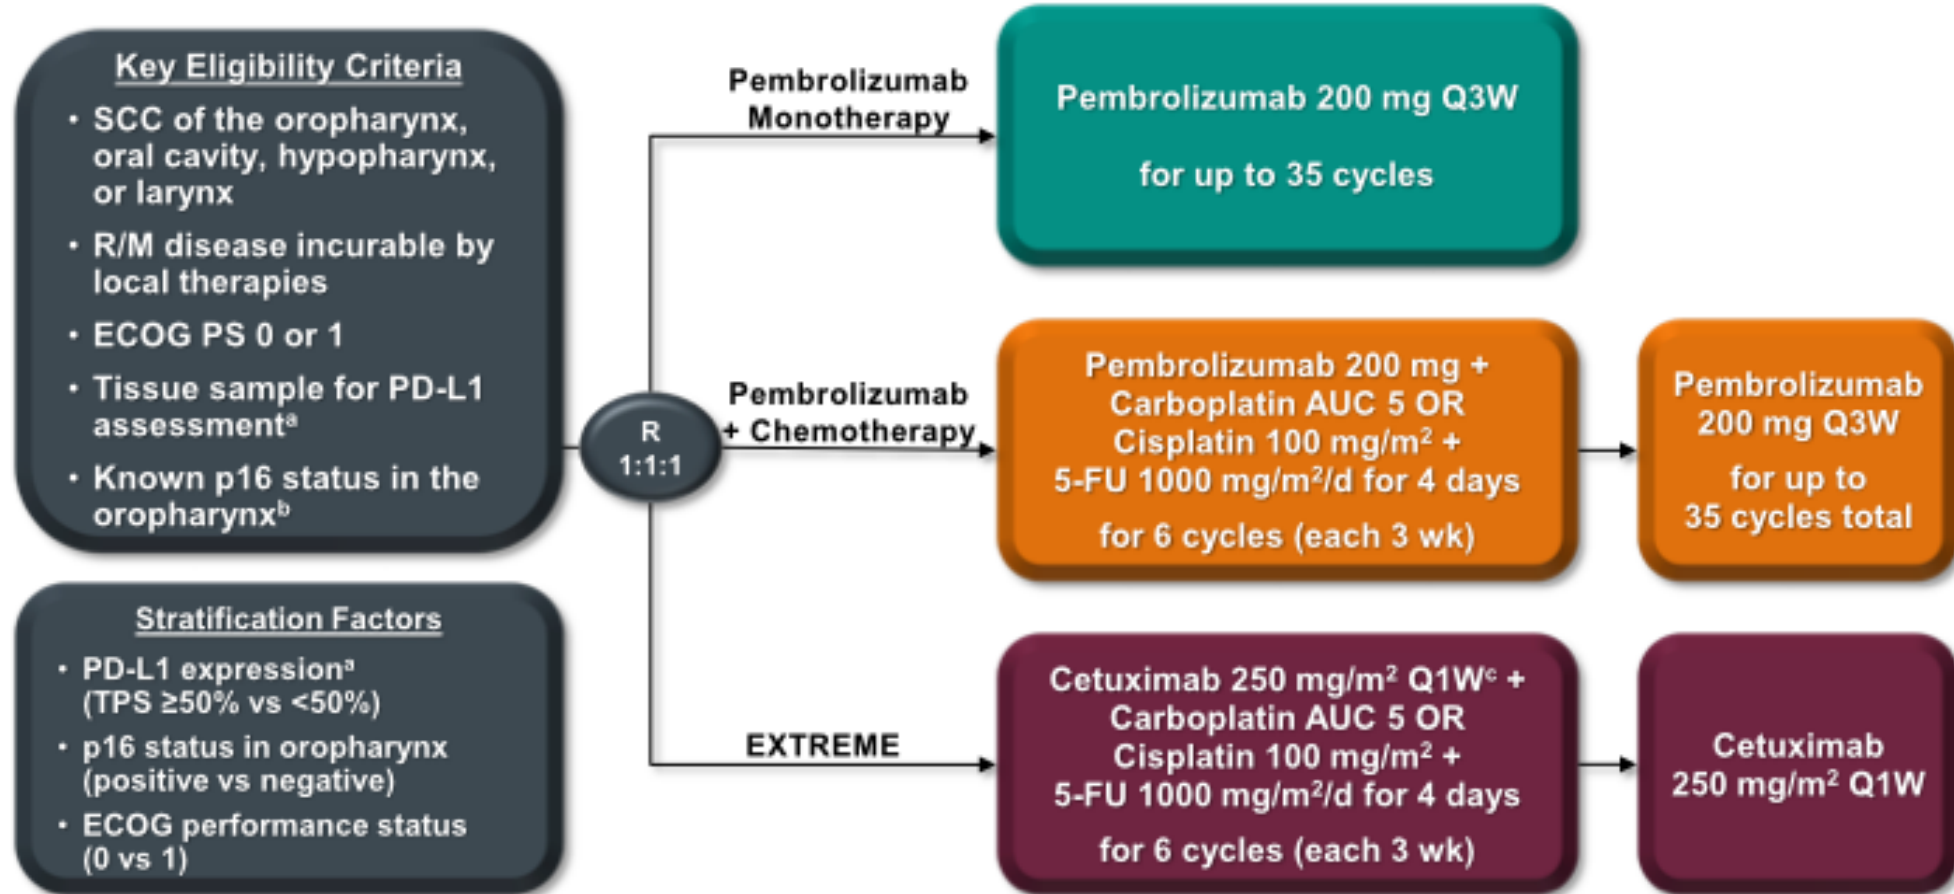 Key Eligibility Criteria
• SCC of the oropharynx,
oral cavity, hypopharynx,
or larynx
• R/M disease incurable by
local therapies
• ECOG PS 0 or 1
• Tissue sample for PD-L1
assessmentᵃ
• Known p16 status in the
oropharynxᵇ
Stratification Factors
• PD-L1 expressionᵃ
(TPS ≥50% vs <50%)
• p16 status in oropharynx
(positive vs negative)
• ECOG performance status
(0 vs 1)
R
1:1:1
Pembrolizumab
Monotherapy
Pembrolizumab 200 mg Q3W
for up to 35 cycles
Pembrolizumab
+ Chemotherapy
Pembrolizumab 200 mg +
Carboplatin AUC 5 OR
Cisplatin 100 mg/m² +
5-FU 1000 mg/m²/d for 4 days
for 6 cycles (each 3 wk)
Pembrolizumab
200 mg Q3W
for up to
35 cycles total
EXTREME
Cetuximab 250 mg/m² Q1Wᶜ +
Carboplatin AUC 5 OR
Cisplatin 100 mg/m² +
5-FU 1000 mg/m²/d for 4 days
for 6 cycles (each 3 wk)
Cetuximab
250 mg/m² Q1W